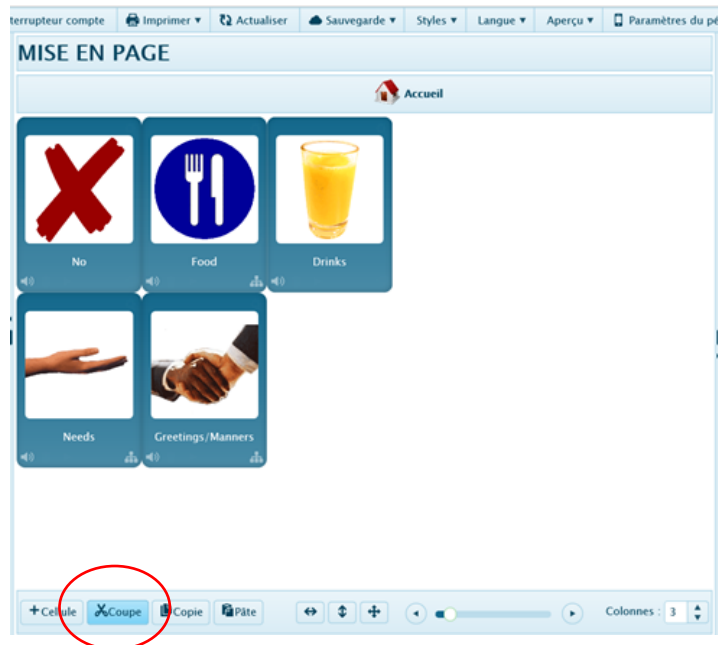 terrupteur compte Imprimer Actualiser Sauvegarde Styles Langue Aperçu Paramètres du pé
MISE EN PAGE
Accueil
No Food Drinks
Needs Greetings/Manners
+Cellule Coupe Copie Pâte Colonnes : 3